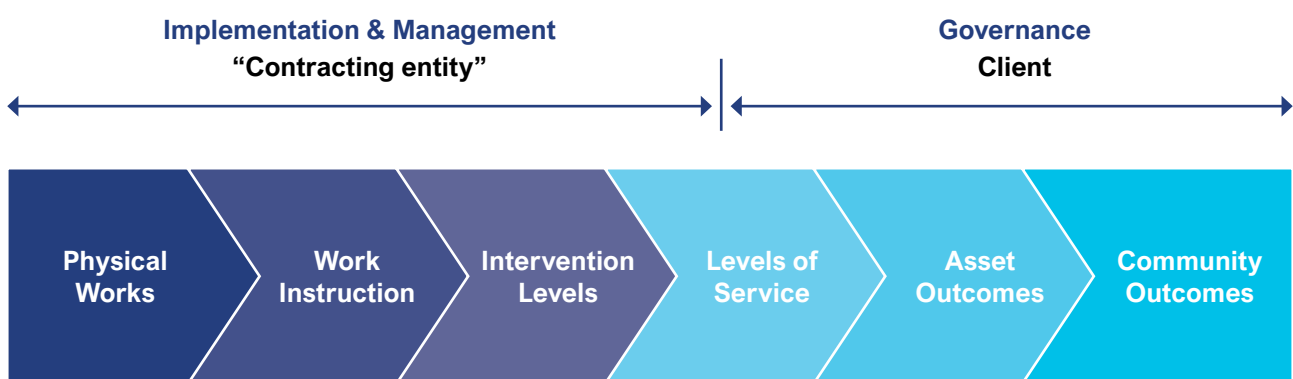 Implementation & Management
“Contracting entity”
Governance
Client
Physical
Works
Work
Instruction
Intervention
Levels
Levels of
Service
Asset
Outcomes
Community
Outcomes